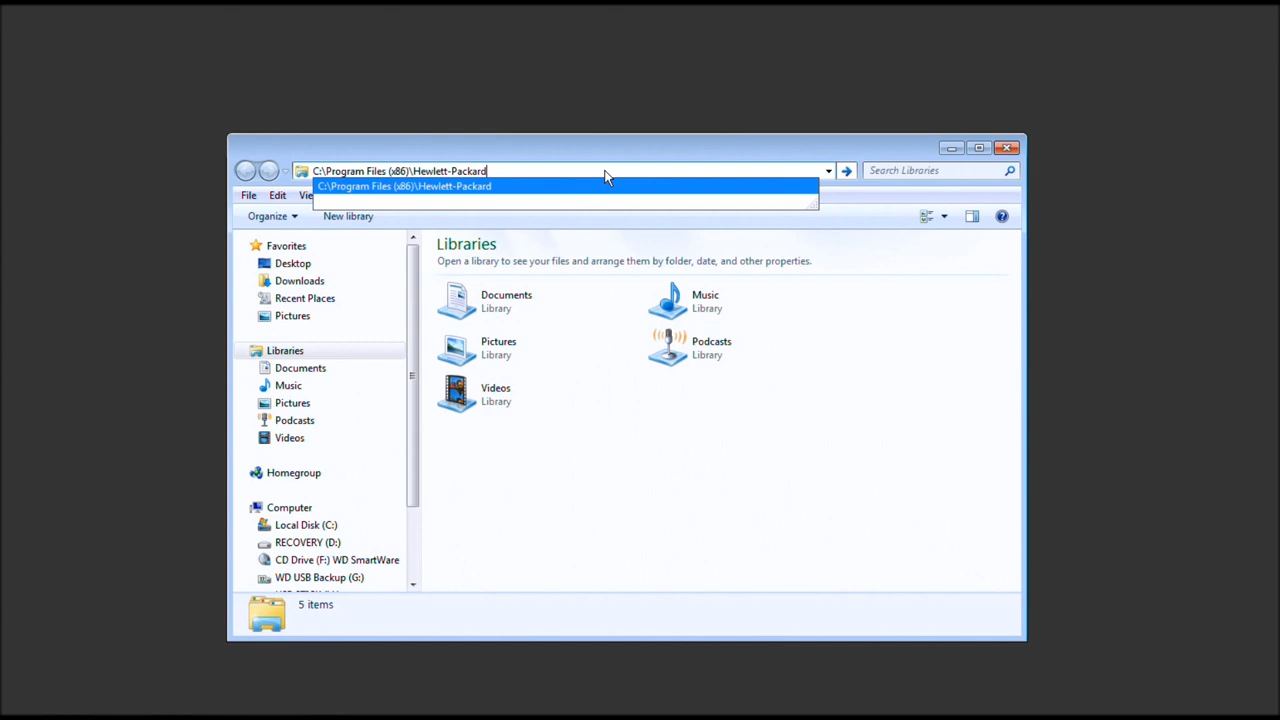 C:\Program Files (x86)\Hewlett-Packard
Search Libraries
C:\Program Files (x86)\Hewlett-Packard
File Edit
Organize New library
Favorites
Desktop
Downloads
Recent Places
Pictures
Libraries
Documents
Music
Pictures
Podcasts
Videos
Homegroup
Computer
Local Disk (C:)
RECOVERY (D:)
CD Drive (F:) WD SmartWare
WD USB Backup (G:)
Libraries
Open a library to see your files and arrange them by folder, date, and other properties.
Documents
Library
Music
Library
Pictures
Library
Podcasts
Library
Videos
Library
5 items